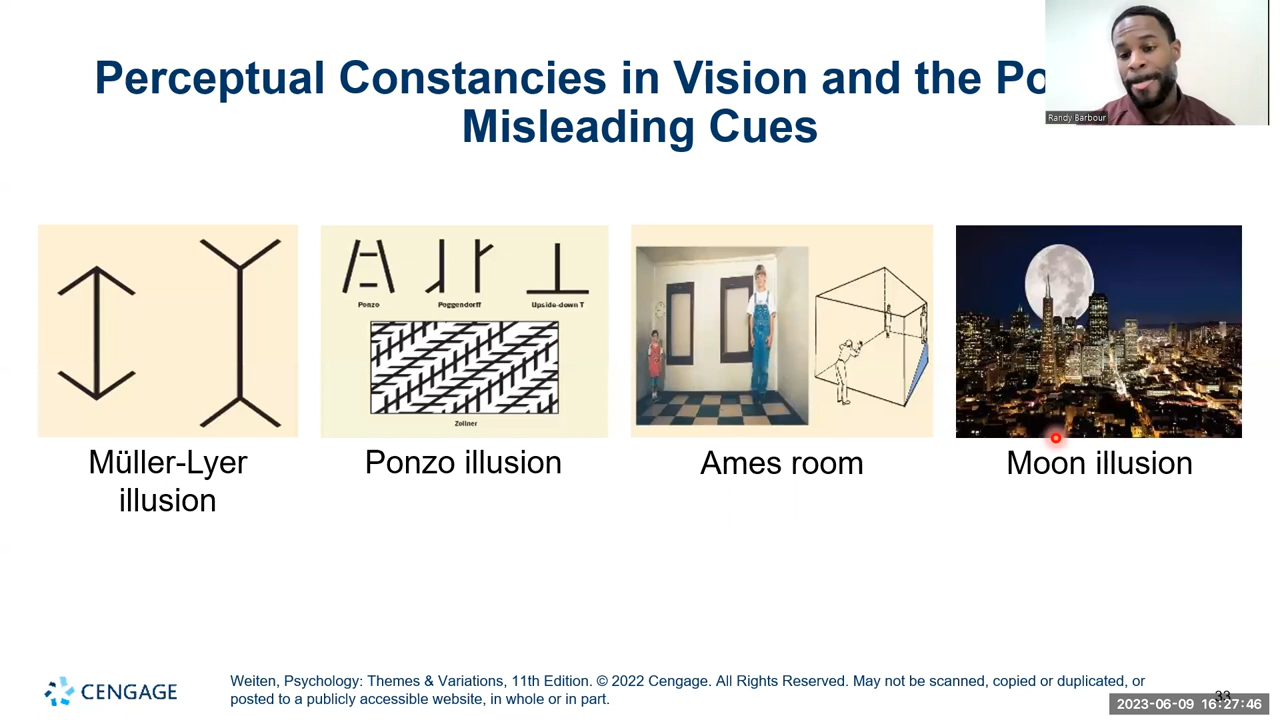 Perceptual Constancies in Vision and the Po
Misleading Cues
Randy Barbour
Ponzo
Poggendorff
Upside-down T
Zollner
Müller-Lyer
illusion
Ponzo illusion
Ames room
Moon illusion
CENGAGE
Weiten, Psychology: Themes & Variations, 11th Edition. © 2022 Cengage. All Rights Reserved. May not be scanned, copied or duplicated, or
posted to a publicly accessible website, in whole or in part.
33
2023-06-09 16:27:46